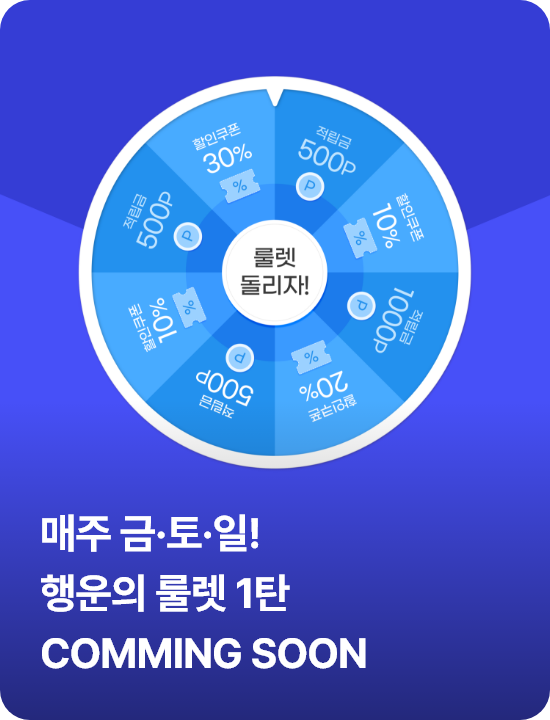 적립금
500P
할인쿠폰
10%
%
P
적립금
1000P
P
할인쿠폰
20%
%
적립금
500P
P
할인쿠폰
10%
%
적립금
500P
P
할인쿠폰
30%
%
룰렛
돌리자!
매주 금·토·일!
행운의 룰렛 1탄
COMMING SOON